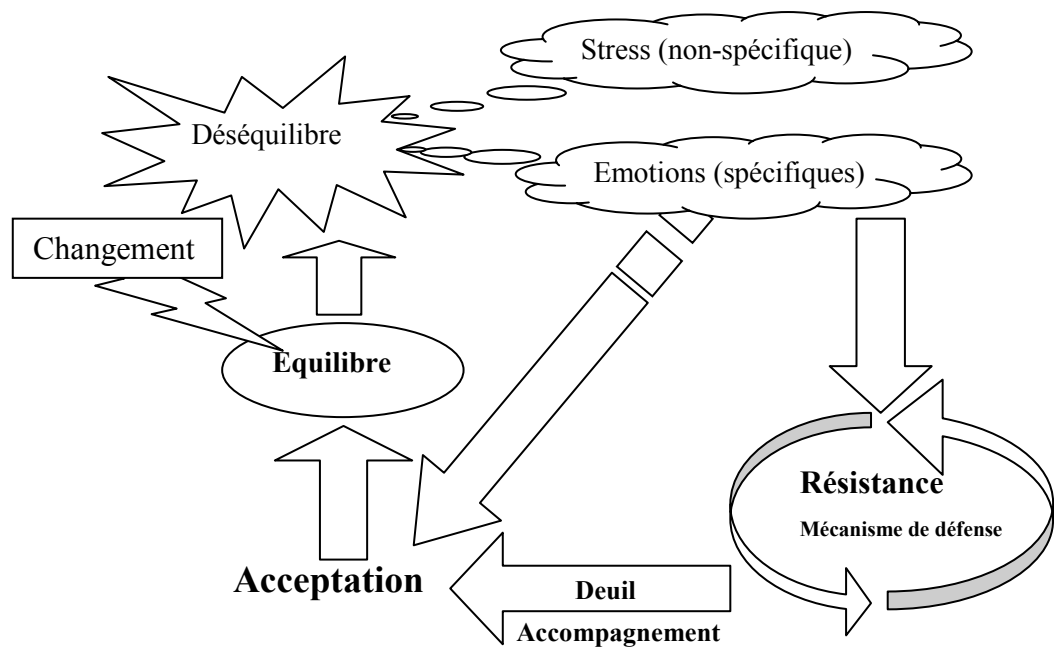 Stress (non-spécifique)
Déséquilibre
Emotions (spécifiques)
Changement
Equilibre
Résistance
Mécanisme de défense
Acceptation
Deuil
Accompagnement